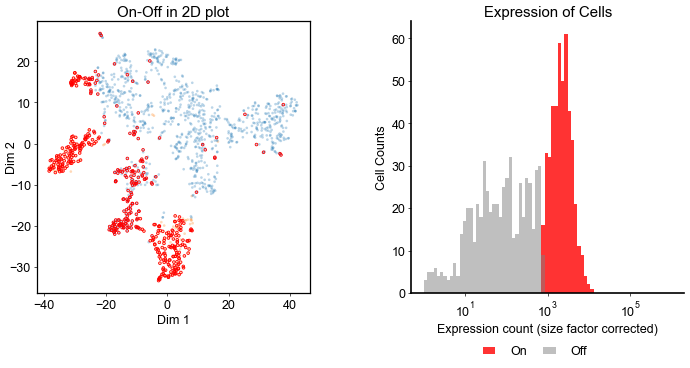 On-Off in 2D plot
Dim 2
20
10
0
−10
−20
−30
−40
−20
0
20
40
Dim 1
Expression of Cells
Cell Counts
60
50
40
30
20
10
0
10^1
10^3
10^5
Expression count (size factor corrected)
On
Off